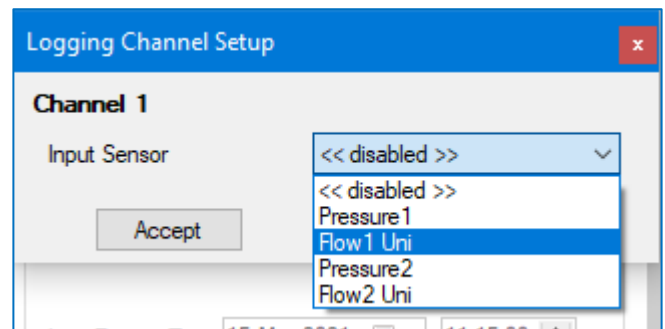 Logging Channel Setup
x
Channel 1
Input Sensor << disabled >>
<< disabled >>
Accept Pressure1
Flow1 Uni
Pressure2
Flow2 Uni